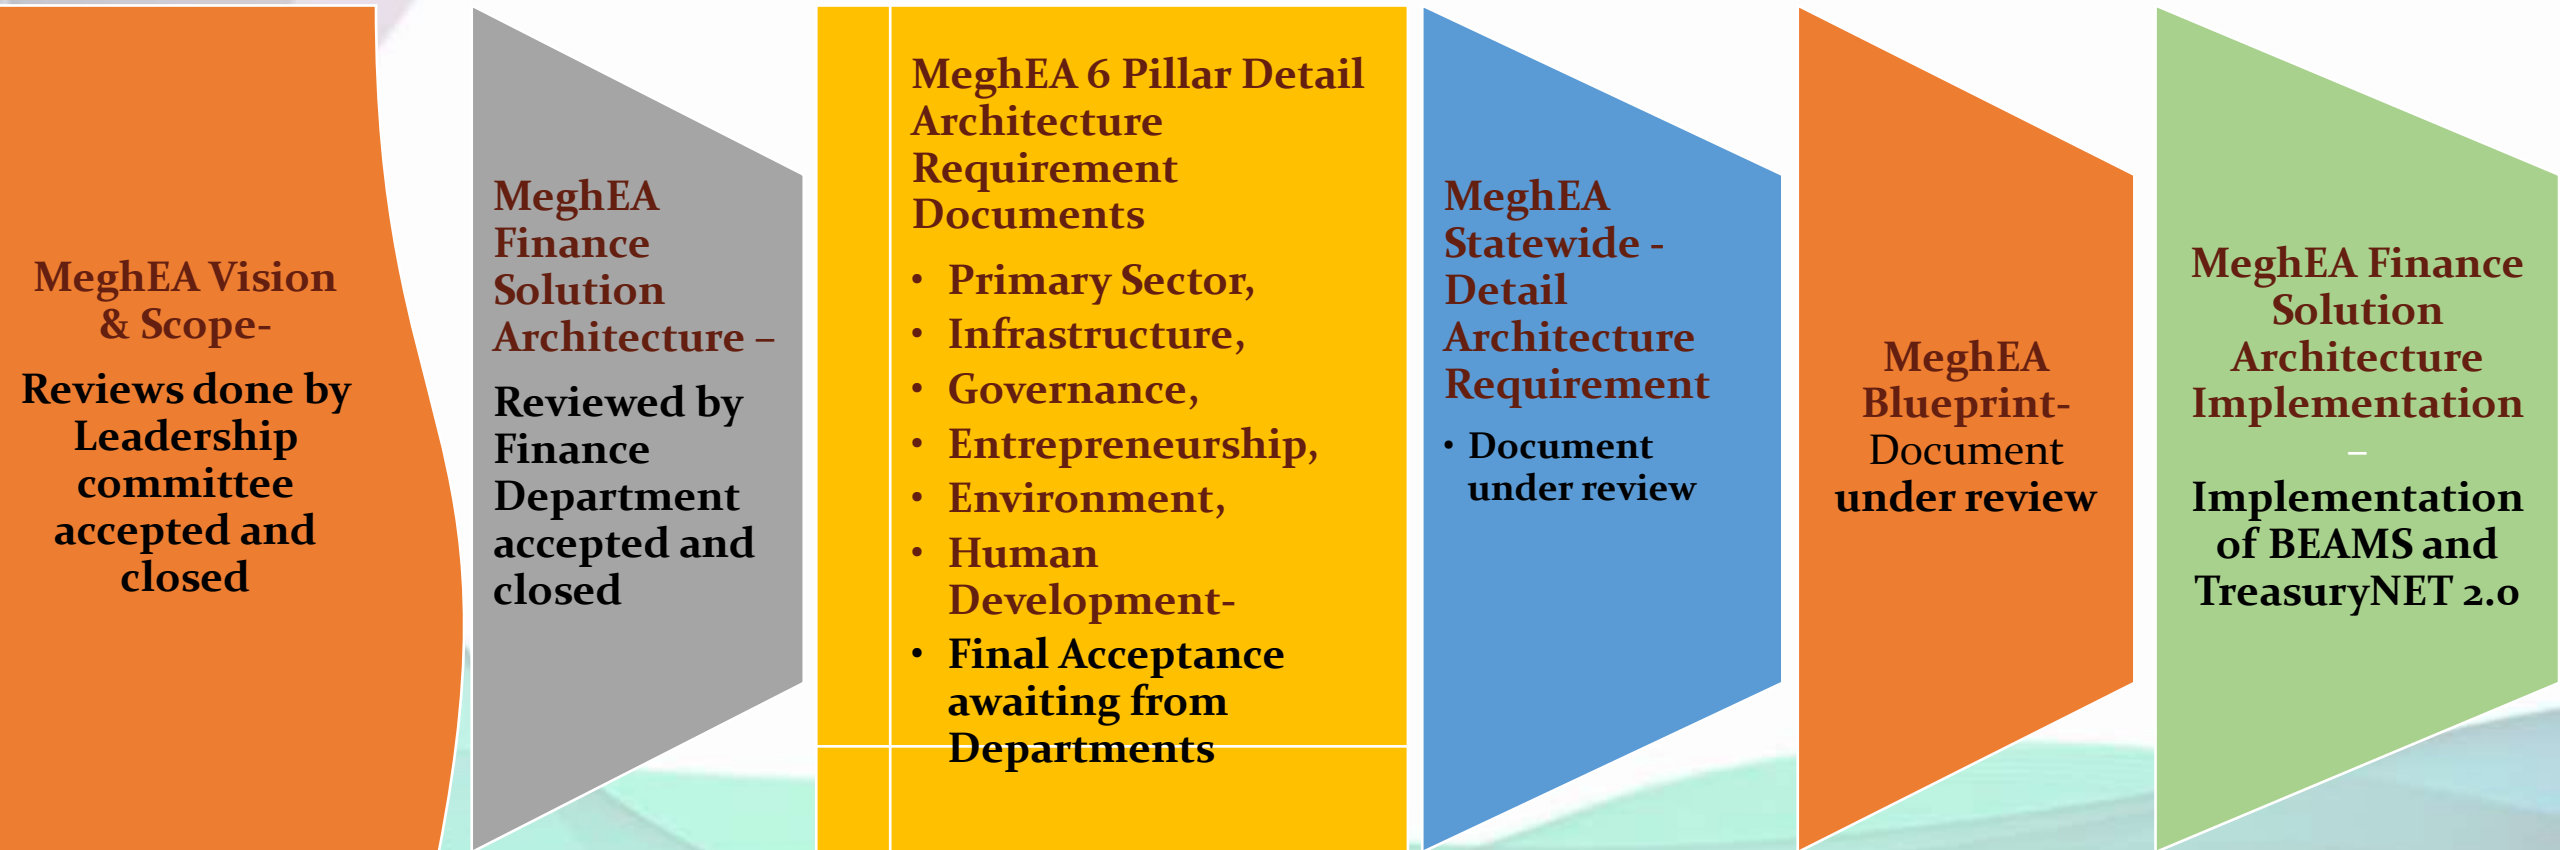 MeghEA Vision
& Scope-
Reviews done by
Leadership
committee
accepted and
closed
MeghEA
Finance
Solution
Architecture –
Reviewed by
Finance
Department
accepted and
closed
MeghEA 6 Pillar Detail
Architecture
Requirement
Documents
• Primary Sector,
• Infrastructure,
• Governance,
• Entrepreneurship,
• Environment,
• Human
Development-
• Final Acceptance
awaiting from
Departments
MeghEA
Statewide -
Detail
Architecture
Requirement
• Document
under review
MeghEA
Blueprint-
Document
under review
MeghEA Finance
Solution
Architecture
Implementation
–
Implementation
of BEAMS and
TreasuryNET 2.0